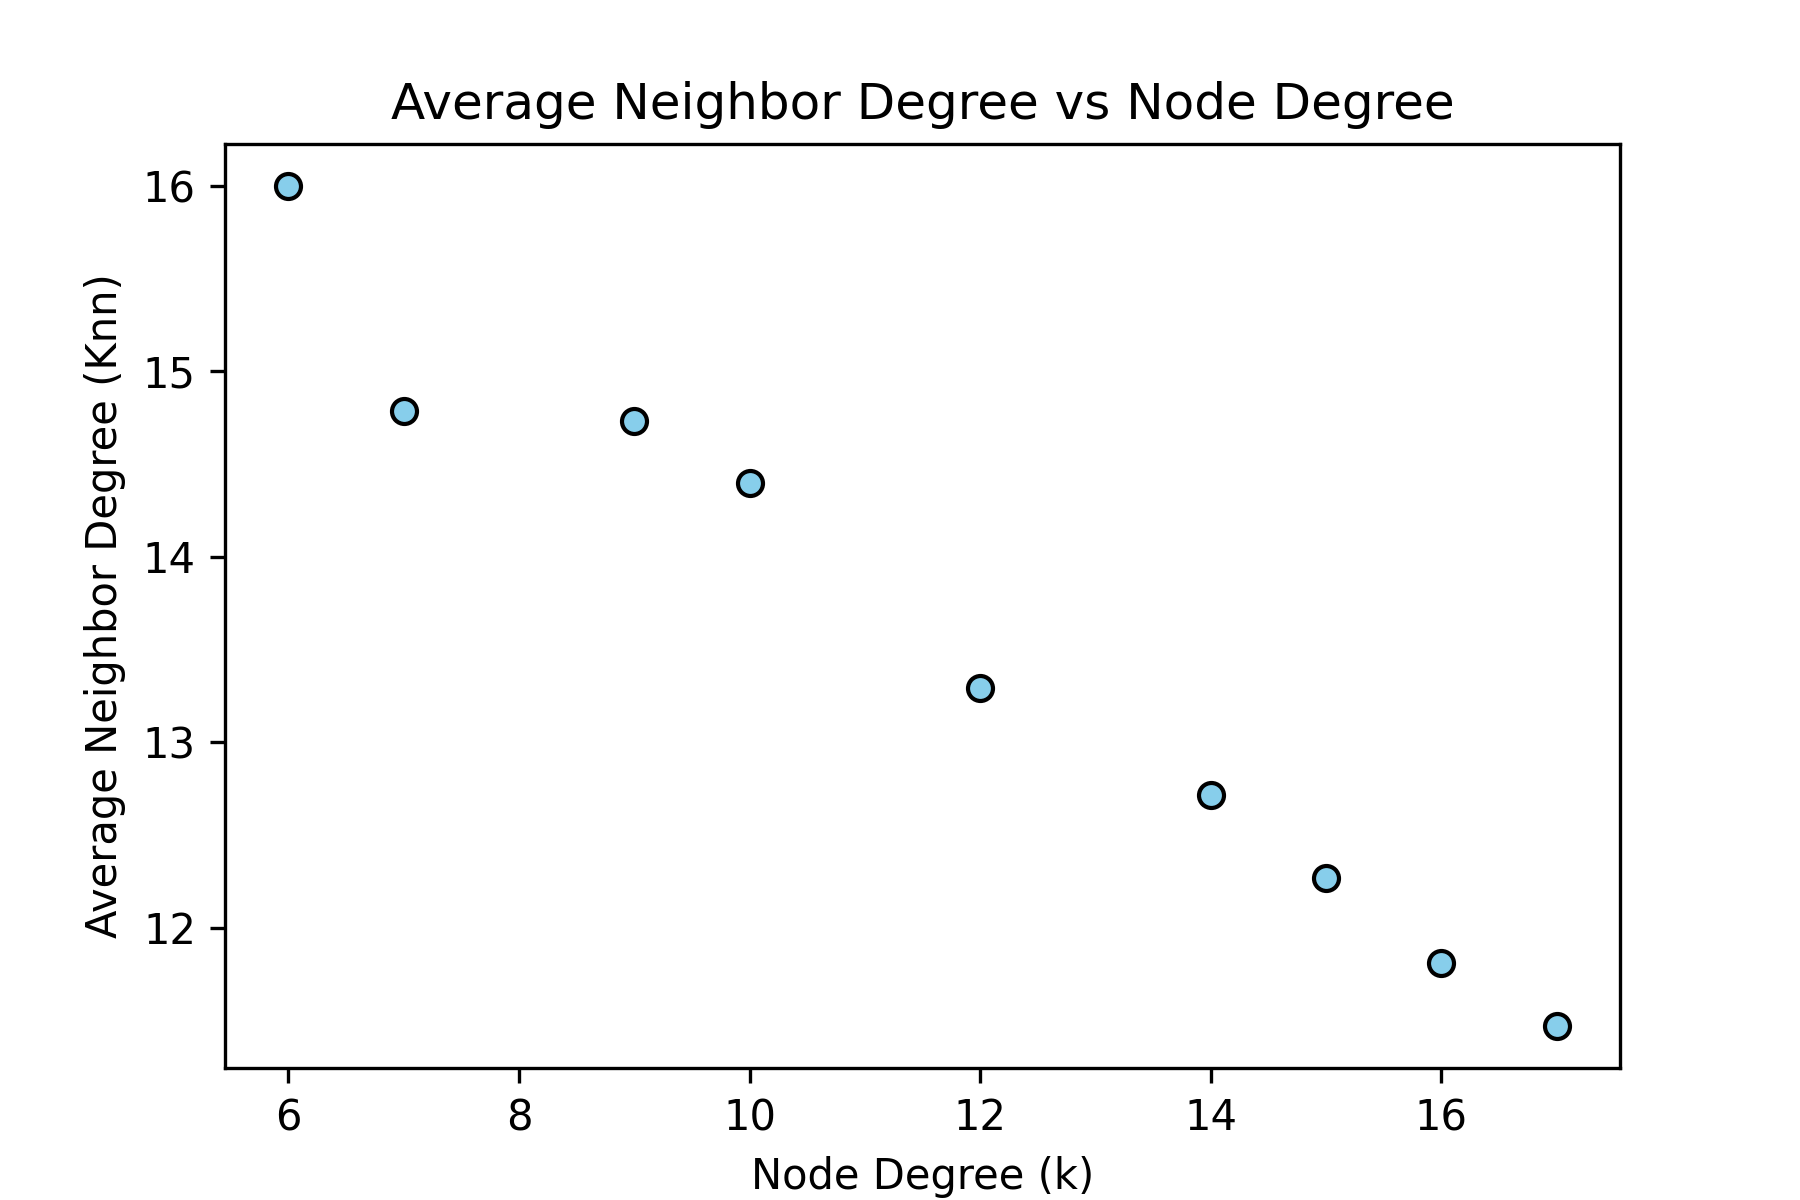 Average Neighbor Degree vs Node Degree
Average Neighbor Degree (Knn)
16
15
14
13
12
6 8 10 12 14 16
Node Degree (k)